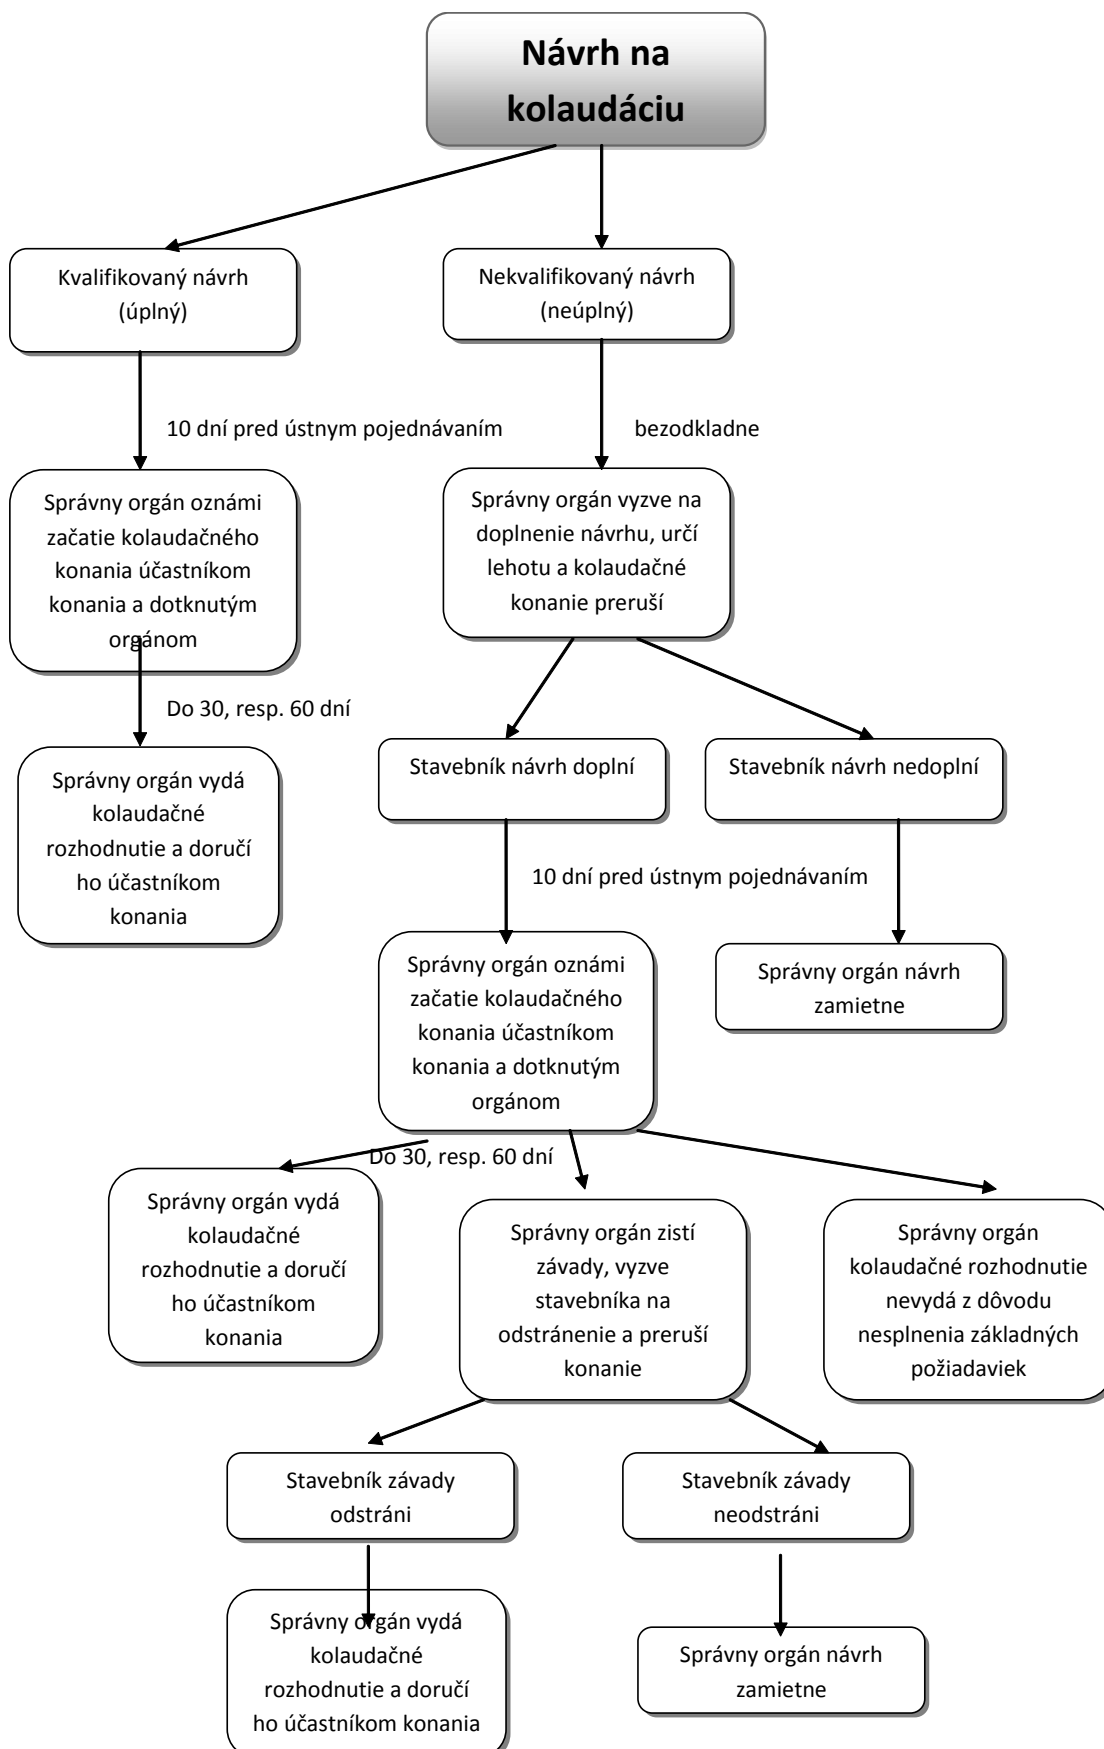 Návrh na
kolaudáciu
Kvalifikovaný návrh
(úplný)
Nekvalifikovaný návrh
(neúplný)
10 dní pred ústnym pojednávaním
bezodkladne
Správny orgán oznámi
začatie kolaudačného
konania účastníkom
konania a dotknutým
orgánom
Správny orgán vyzve na
doplnenie návrhu, určí
lehotu a kolaudačné
konanie preruší
Do 30, resp. 60 dní
Správny orgán vydá
kolaudačné
rozhodnutie a doručí
ho účastníkom
konania
Stavebník návrh doplní
Stavebník návrh nedoplní
10 dní pred ústnym pojednávaním
Správny orgán oznámi
začatie kolaudačného
konania účastníkom
konania a dotknutým
orgánom
Správny orgán návrh
zamietne
Do 30, resp. 60 dní
Správny orgán vydá
kolaudačné
rozhodnutie a doručí
ho účastníkom
konania
Správny orgán zistí
závady, vyzve
stavebníka na
odstránenie a preruší
konanie
Správny orgán
kolaudačné rozhodnutie
nevydá z dôvodu
nesplnenia základných
požiadaviek
Stavebník závady
odstráni
Stavebník závady
neodstráni
Správny orgán vydá
kolaudačné
rozhodnutie a doručí
ho účastníkom konania
Správny orgán návrh
zamietne